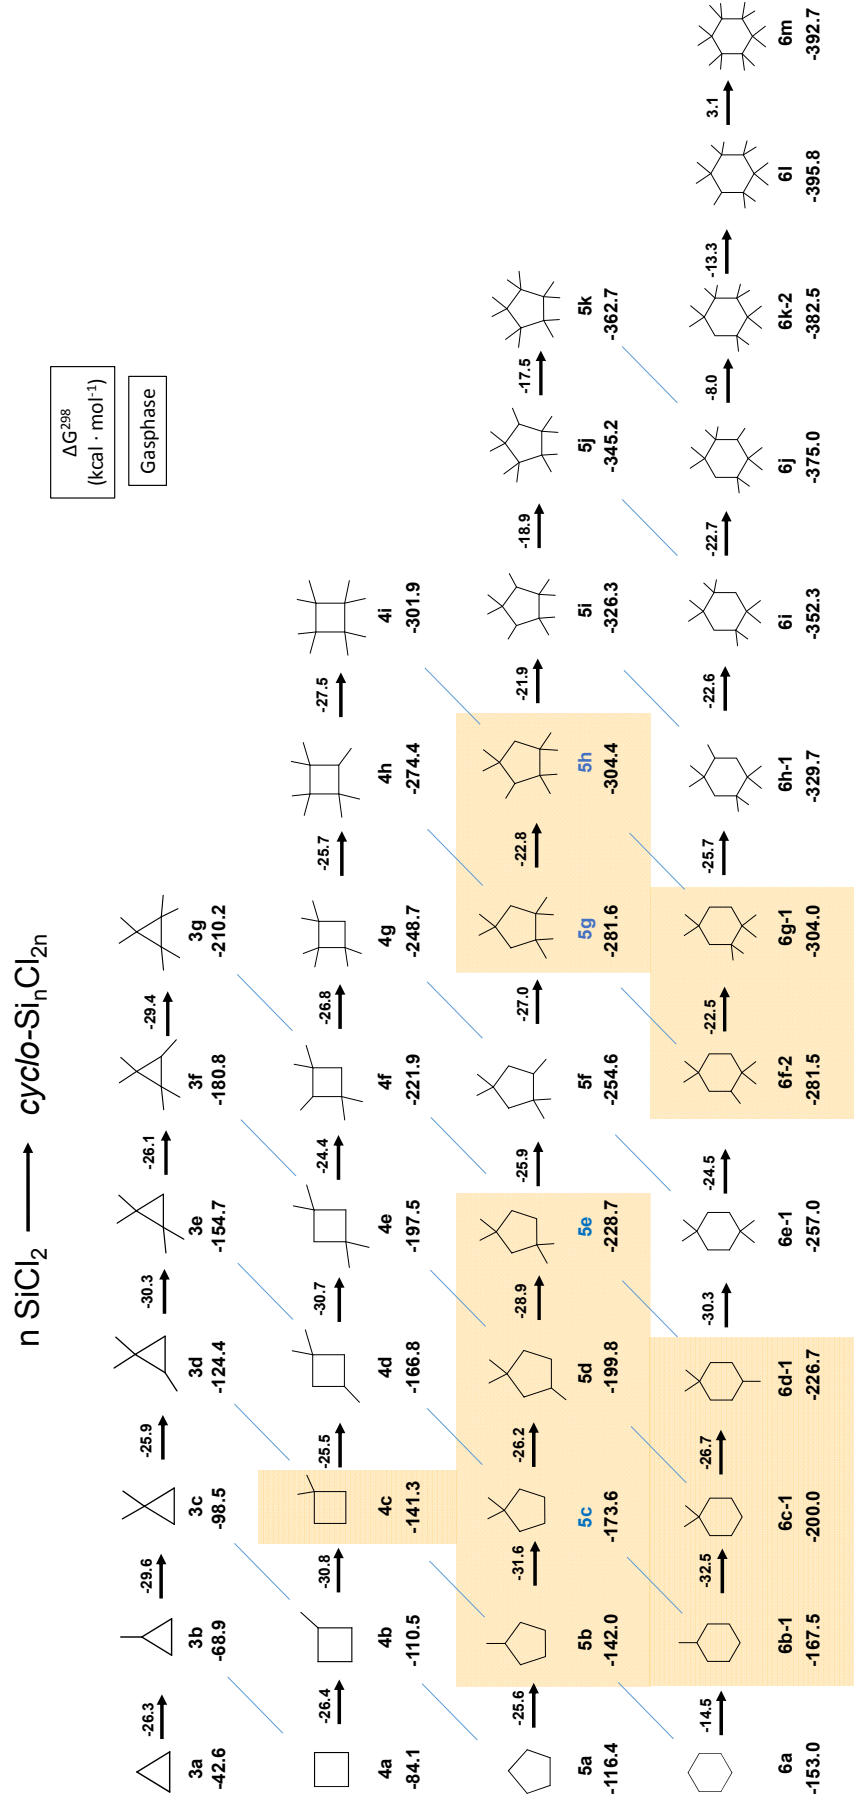 n SiCl₂ ⟶ cyclo-SiₙCl₂ₙ
ΔG²⁹⁸
(kcal · mol⁻¹)
Gasphase
-26.3 -29.6 -25.9 -30.3 -26.1 -29.4
3a 3b 3c 3d 3e 3f 3g
-42.6 -68.9 -98.5 -124.4 -154.7 -180.8 -210.2
-26.4 -30.8 -25.5 -30.7 -24.4 -26.8 -25.7 -27.5
4a 4b 4c 4d 4e 4f 4g 4h 4i
-84.1 -110.5 -141.3 -166.8 -197.5 -221.9 -248.7 -274.4 -301.9
-25.6 -31.6 -26.2 -28.9 -25.9 -27.0 -22.8 -21.9 -18.9 -17.5
5a 5b 5c 5d 5e 5f 5g 5h 5i 5j 5k
-116.4 -142.0 -173.6 -199.8 -228.7 -254.6 -281.6 -304.4 -326.3 -345.2 -362.7
-14.5 -32.5 -26.7 -30.3 -24.5 -22.5 -25.7 -22.6 -22.7 -8.0 -13.3 3.1
6a 6b-1 6c-1 6d-1 6e-1 6f-2 6g-1 6h-1 6i 6j 6k-2 6l 6m
-153.0 -167.5 -200.0 -226.7 -257.0 -281.5 -304.0 -329.7 -352.3 -375.0 -382.5 -395.8 -392.7